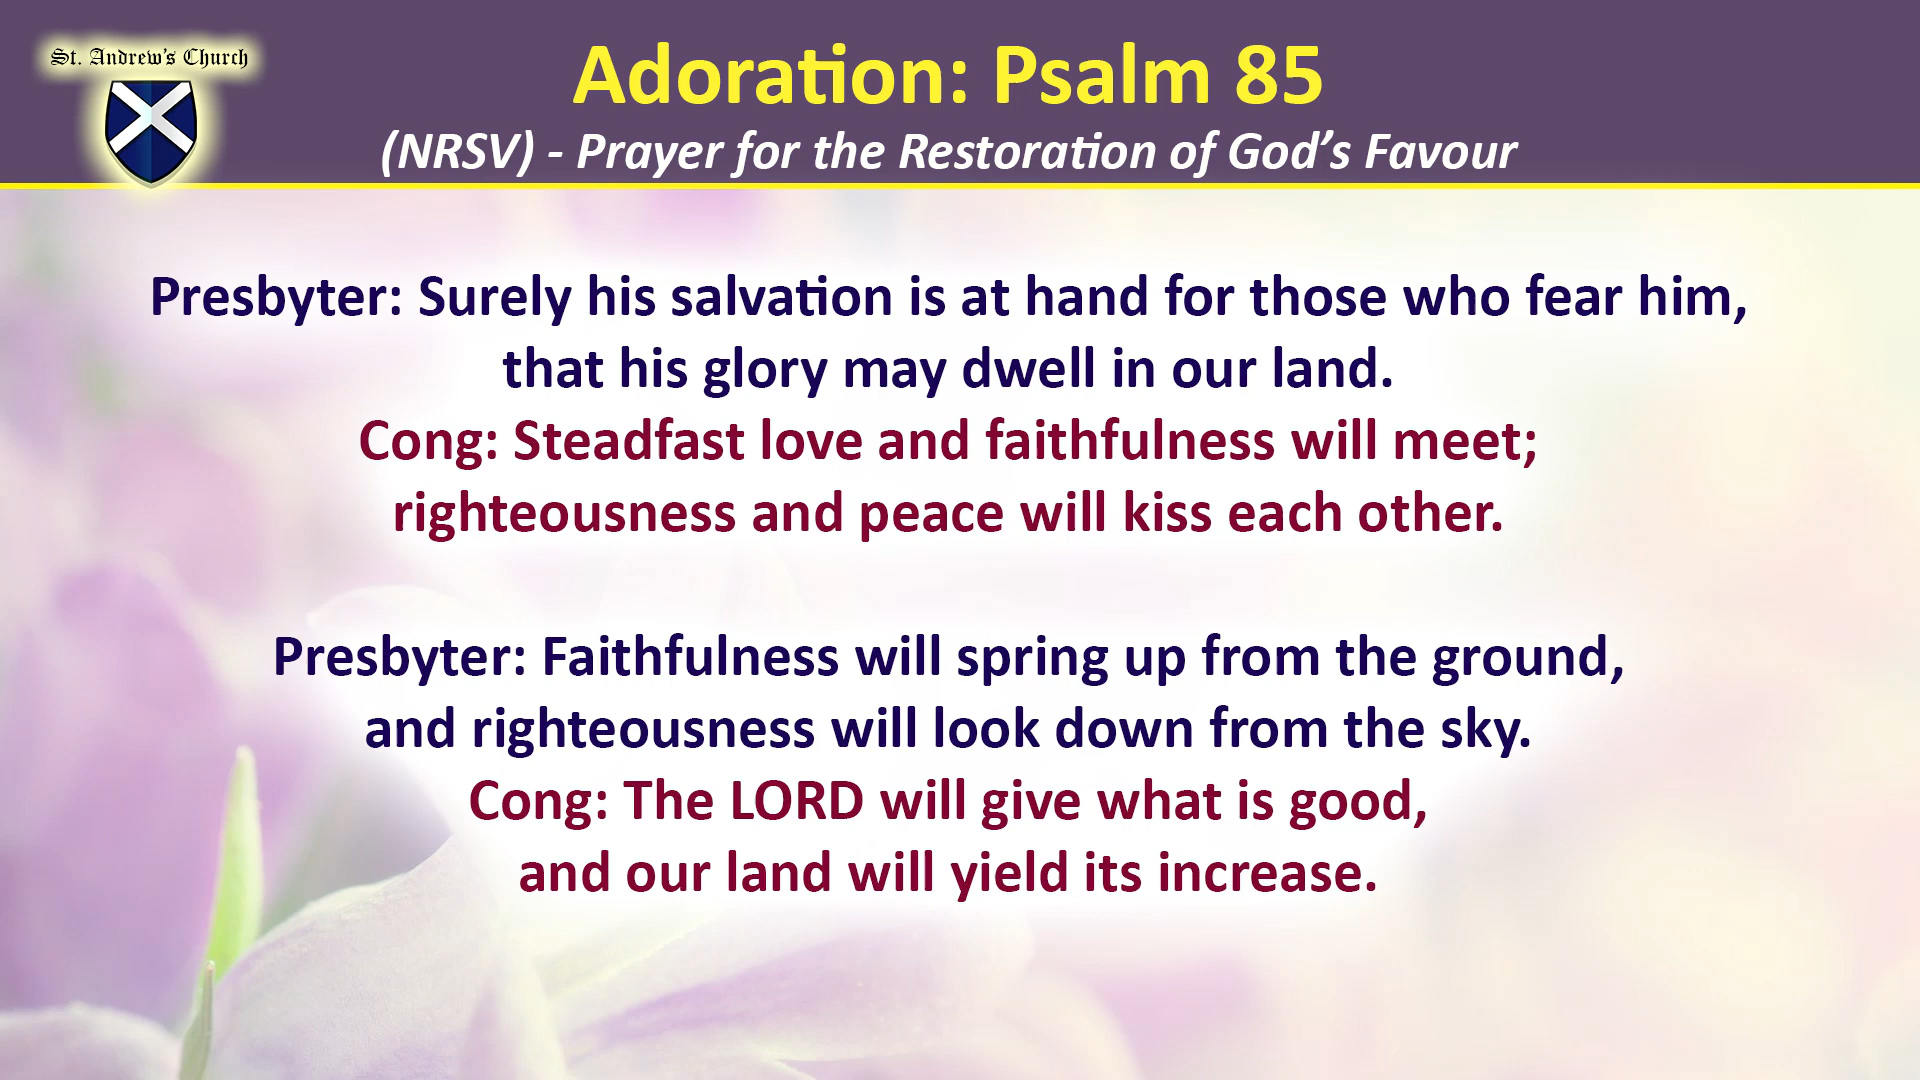 St. Andrew's Church
Adoration: Psalm 85
(NRSV) - Prayer for the Restoration of God’s Favour
Presbyter: Surely his salvation is at hand for those who fear him,
that his glory may dwell in our land.
Cong: Steadfast love and faithfulness will meet;
righteousness and peace will kiss each other.
Presbyter: Faithfulness will spring up from the ground,
and righteousness will look down from the sky.
Cong: The LORD will give what is good,
and our land will yield its increase.